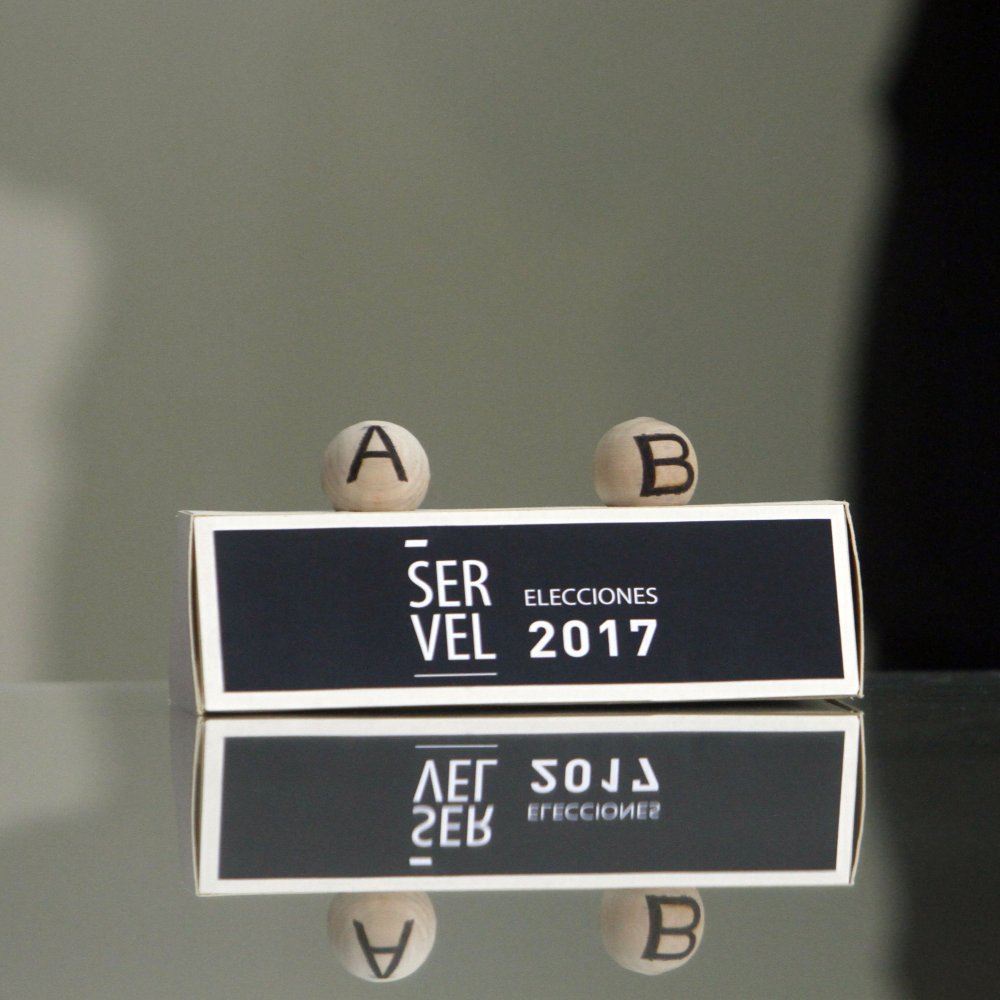 A B
SER
VEL
ELECCIONES
2017